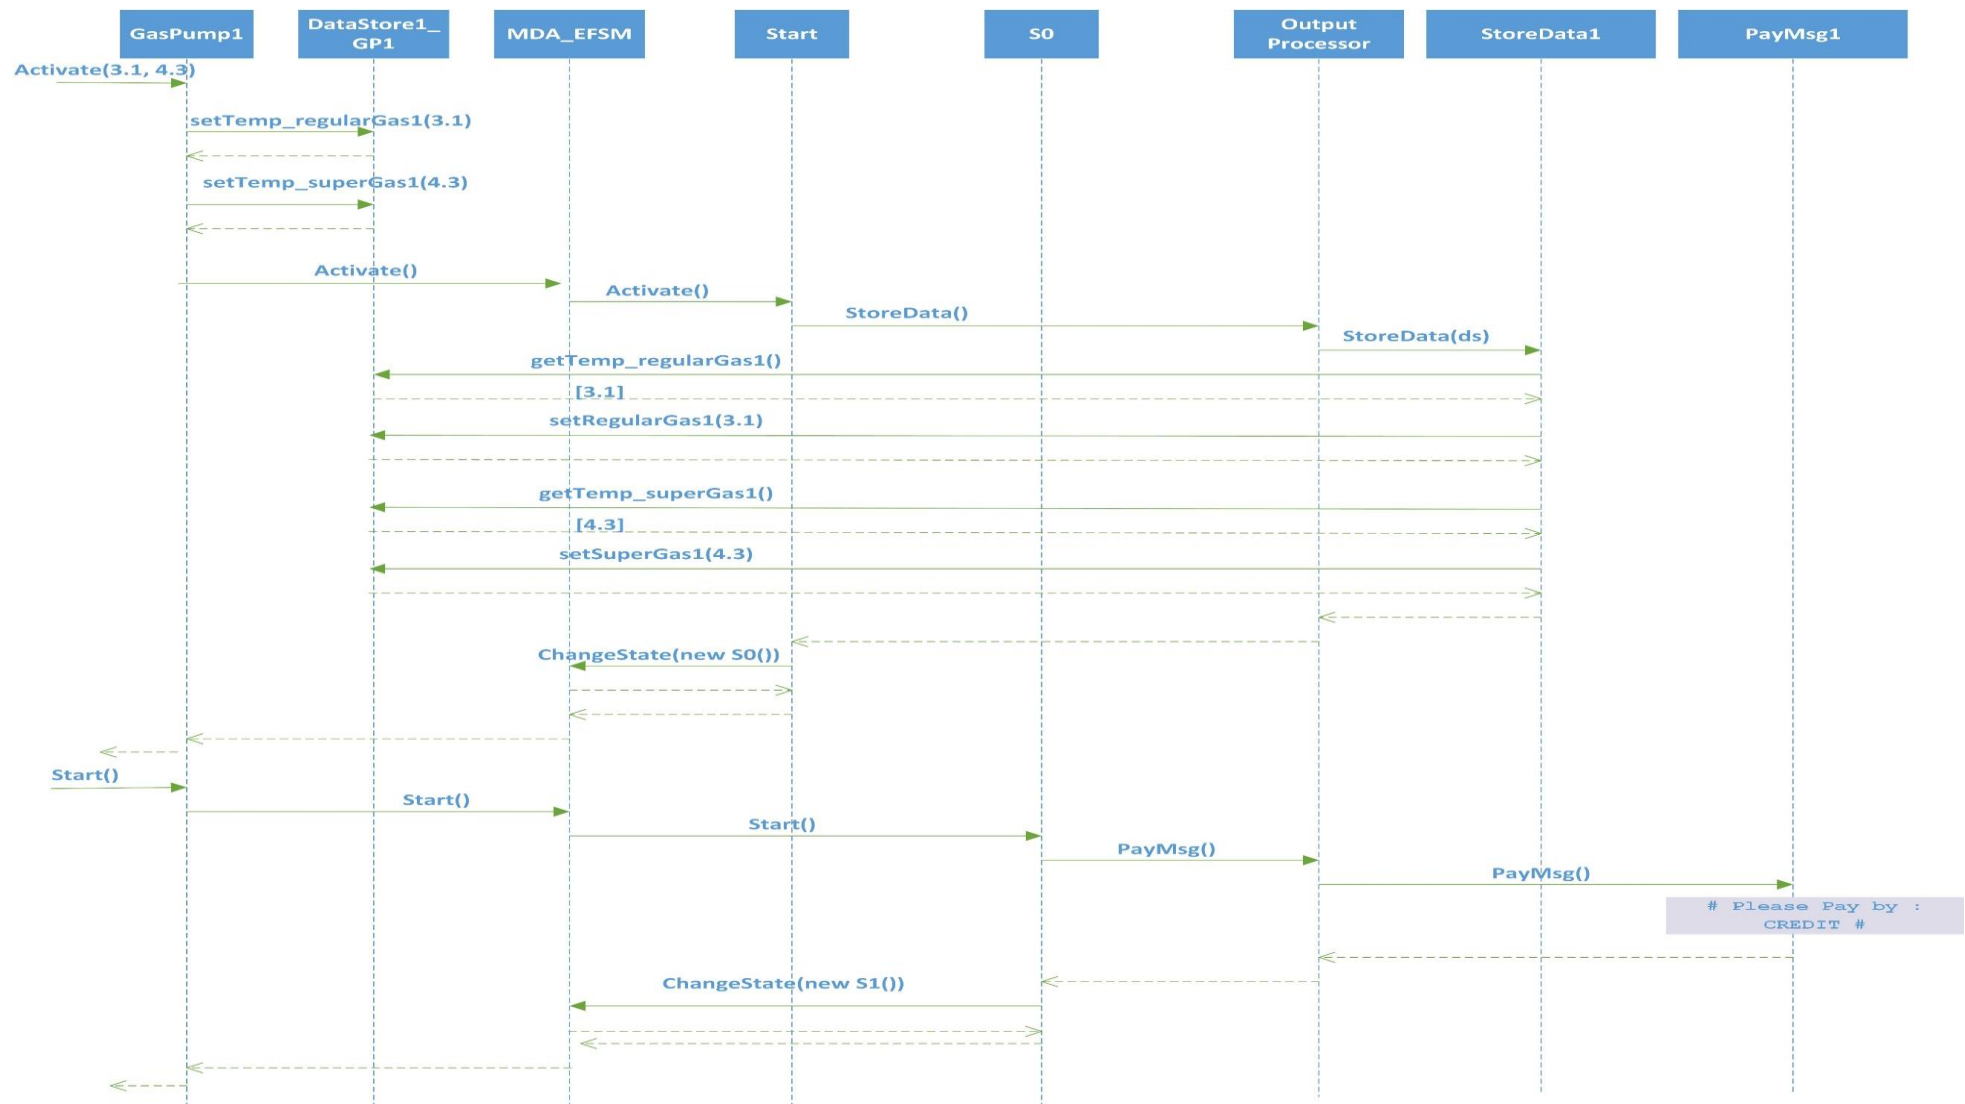 GasPump1
DataStore1_
GP1
MDA_EFSM
Start
S0
Output
Processor
StoreData1
PayMsg1
Activate(3.1, 4.3)
setTemp_regularGas1(3.1)
setTemp_superGas1(4.3)
Activate()
Activate()
StoreData()
StoreData(ds)
getTemp_regularGas1()
[3.1]
setRegularGas1(3.1)
getTemp_superGas1()
[4.3]
setSuperGas1(4.3)
ChangeState(new S0())
Start()
Start()
Start()
PayMsg()
PayMsg()
# Please Pay by :
CREDIT #
ChangeState(new S1())